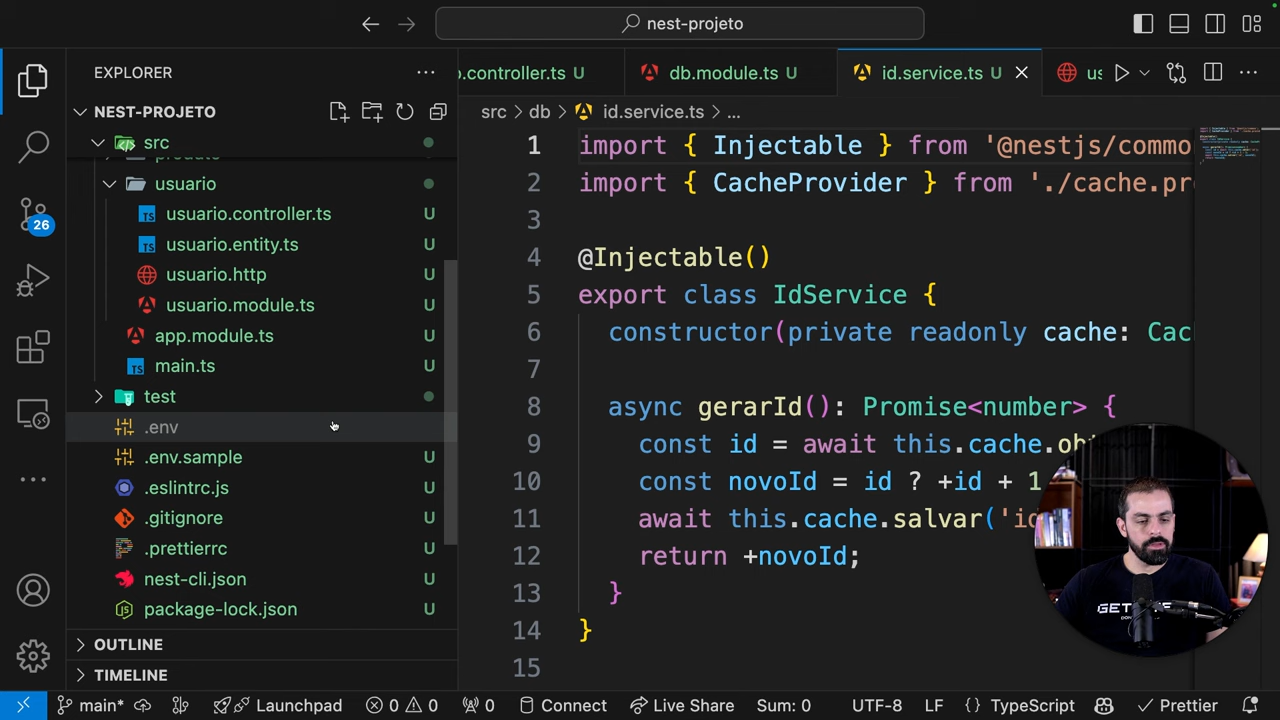 nest-projeto
EXPLORER
NEST-PROJETO
src
usuario
usuario.controller.ts U
usuario.entity.ts U
usuario.http U
usuario.module.ts U
app.module.ts U
main.ts U
test
.env
.env.sample U
.eslintrc.js U
.gitignore U
.prettierrc U
nest-cli.json U
package-lock.json U
OUTLINE
TIMELINE
26
.controller.ts U
db.module.ts U
id.service.ts U
us
src > db > id.service.ts > ...
1 import { Injectable } from '@nestjs/commo
2 import { CacheProvider } from './cache.pr
3
4 @Injectable()
5 export class IdService {
6 constructor(private readonly cache: Cac
7
8 async gerarId(): Promise<number> {
9 const id = await this.cache.ob
10 const novoId = id ? +id + 1
11 await this.cache.salvar('i
12 return +novoId;
13 }
14 }
15
main* Launchpad 0 0 0 Connect Live Share Sum: 0 UTF-8 LF {} TypeScript Prettier